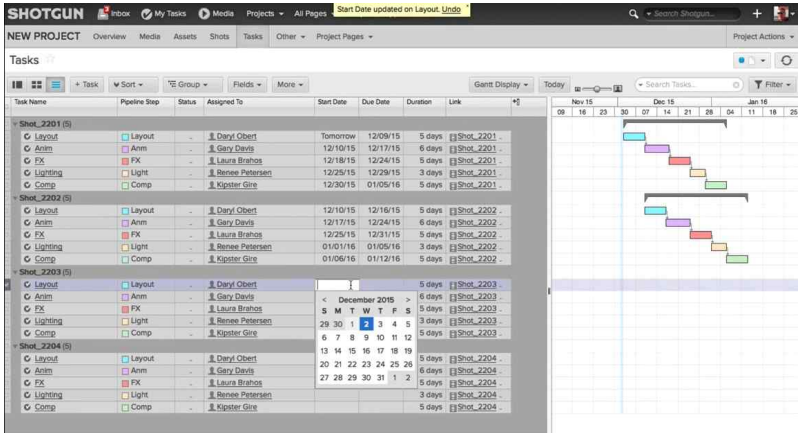 Start Date updated on Layout. Undo
SHOTGUN Inbox My Tasks Media Projects All Pages Search Shotgun...
NEW PROJECT Overview Media Assets Shots Tasks Other Project Pages Project Actions
Tasks
+ Task Sort Group Fields More Gantt Display Today Search Tasks... Filter
Task Name Pipeline Step Status Assigned To Start Date Due Date Duration Link Nov 15 Dec 15 Jan 16
09 16 23 30 07 14 21 28 04 11 18 25
Shot_2201 (5)
Layout Layout Daryl Obert Tomorrow 12/09/15 5 days Shot_2201
Anim Anm Gary Davis 12/10/15 12/17/15 6 days Shot_2201
FX FX Laura Brahos 12/18/15 12/24/15 5 days Shot_2201
Lighting Light Renee Petersen 12/25/15 12/29/15 3 days Shot_2201
Comp Comp Kipster Gire 12/30/15 01/05/16 5 days Shot_2201
Shot_2202 (5)
Layout Layout Daryl Obert 12/10/15 12/16/15 5 days Shot_2202
Anim Anm Gary Davis 12/17/15 12/24/15 6 days Shot_2202
FX FX Laura Brahos 12/25/15 12/31/15 5 days Shot_2202
Lighting Light Renee Petersen 01/01/16 01/05/16 3 days Shot_2202
Comp Comp Kipster Gire 01/06/16 01/12/16 5 days Shot_2202
Shot_2203 (5)
Layout Layout Daryl Obert 5 days Shot_2203
Anim Anm Gary Davis 6 days Shot_2203
FX FX Laura Brahos 5 days Shot_2203
Lighting Light Renee Petersen 3 days Shot_2203
Comp Comp Kipster Gire 5 days Shot_2203
< December 2015 >
S M T W T F S
29 30 1 2 3 4 5
6 7 8 9 10 11 12
13 14 15 16 17 18 19
20 21 22 23 24 25 26
27 28 29 30 31 1 2
Shot_2204 (5)
Layout Layout Daryl Obert 5 days Shot_2204
Anim Anm Gary Davis 6 days Shot_2204
FX FX Laura Brahos 5 days Shot_2204
Lighting Light Renee Petersen 3 days Shot_2204
Comp Comp Kipster Gire 5 days Shot_2204